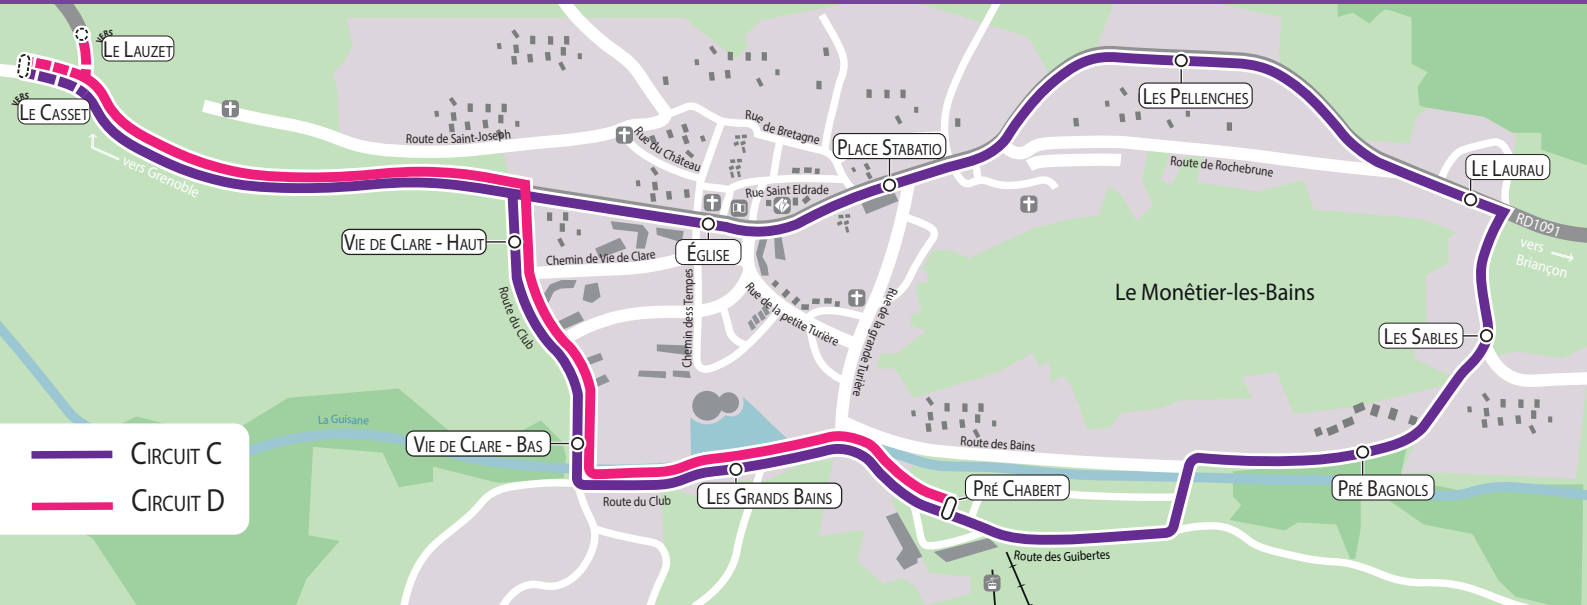 VERS
LE LAUZET
VERS
LE CASSET
vers Grenoble
Route de Saint-Joseph
Rue du Château
Rue
de Bretagne
PLACE STABATIO
LES PELLENCHES
Route de Rochebrune
LE LAURAU
RD1091
vers
Briançon
Rue Saint Eldrade
VIE DE CLARE - HAUT
ÉGLISE
Chemin de Vie de Clare
Route du Club
Chemin dess Tempes
Rue de la petite Turière
Rue de la grande Turière
Le Monêtier-les-Bains
LES SABLES
La Guisane
VIE DE CLARE - BAS
Route des Bains
Route du Club
LES GRANDS BAINS
PRÉ CHABERT
PRÉ BAGNOLS
Route des Guibertes
CIRCUIT C
CIRCUIT D